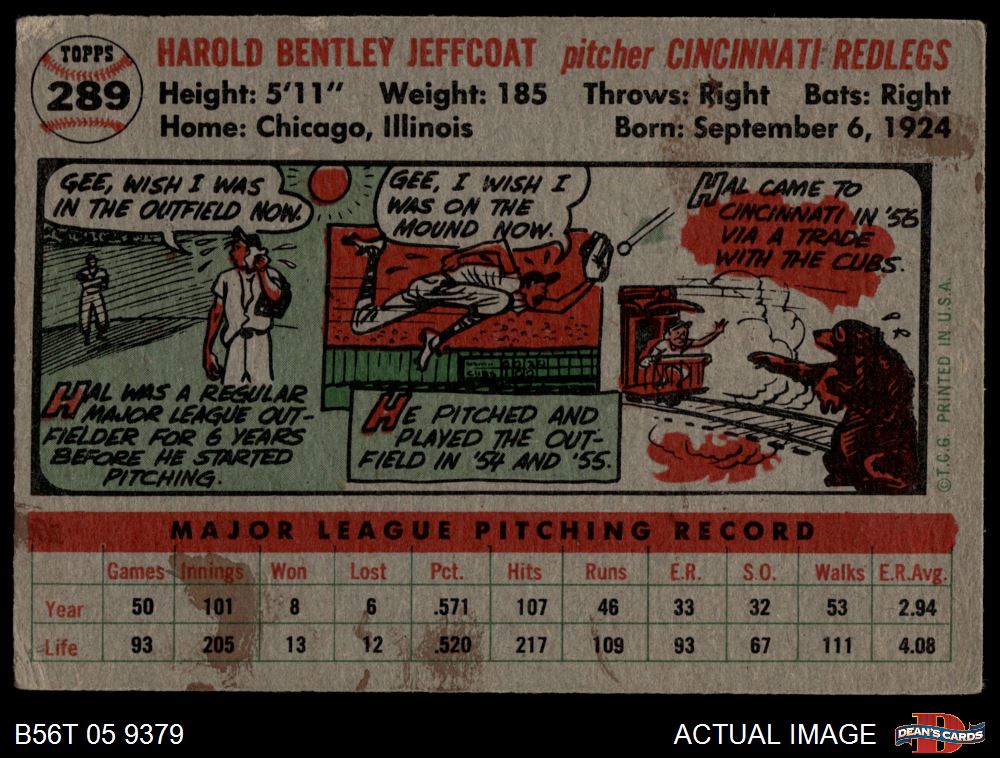 TOPPS
289
HAROLD BENTLEY JEFFCOAT pitcher CINCINNATI REDLEGS
Height: 5'11" Weight: 185 Throws: Right Bats: Right
Home: Chicago, Illinois Born: September 6, 1924
GEE, WISH I WAS
IN THE OUTFIELD NOW.
HAL WAS A REGULAR
MAJOR LEAGUE OUT-
FIELDER FOR 6 YEARS
BEFORE HE STARTED
PITCHING.
GEE, I WISH I
WAS ON THE
MOUND NOW.
HE PITCHED AND
PLAYED THE OUT-
FIELD IN '54 AND '55.
HAL CAME TO
CINCINNATI IN '56
VIA A TRADE
WITH THE CUBS.
© T.C.G. PRINTED IN U.S.A.
MAJOR LEAGUE PITCHING RECORD
Games Innings Won Lost Pct. Hits Runs E.R. S.O. Walks E.R.Avg.
Year 50 101 8 6 .571 107 46 33 32 53 2.94
Life 93 205 13 12 .520 217 109 93 67 111 4.08
B56T 05 9379 ACTUAL IMAGE
DEAN'S CARDS